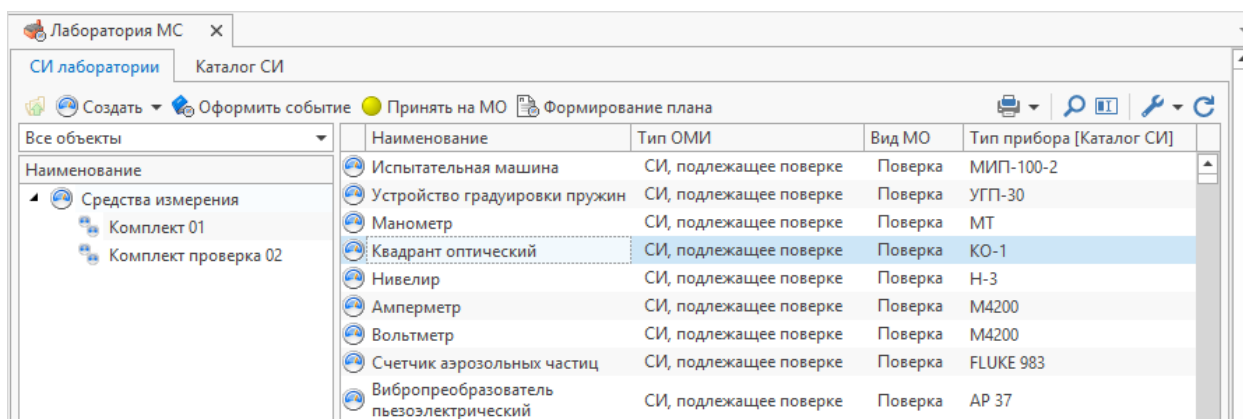 Лаборатория МС
СИ лаборатории Каталог СИ
Создать Оформить событие Принять на МО Формирование плана
Все объекты
Наименование
Средства измерения
Комплект 01
Комплект проверка 02
Наименование Тип ОМИ Вид МО Тип прибора [Каталог СИ]
Испытательная машина СИ, подлежащее поверке Поверка МИП-100-2
Устройство градуировки пружин СИ, подлежащее поверке Поверка УГП-30
Манометр СИ, подлежащее поверке Поверка МТ
Квадрант оптический СИ, подлежащее поверке Поверка КО-1
Нивелир СИ, подлежащее поверке Поверка Н-3
Амперметр СИ, подлежащее поверке Поверка М4200
Вольтметр СИ, подлежащее поверке Поверка М4200
Счетчик аэрозольных частиц СИ, подлежащее поверке Поверка FLUKE 983
Вибропреобразователь
пьезоэлектрический СИ, подлежащее поверке Поверка АР 37